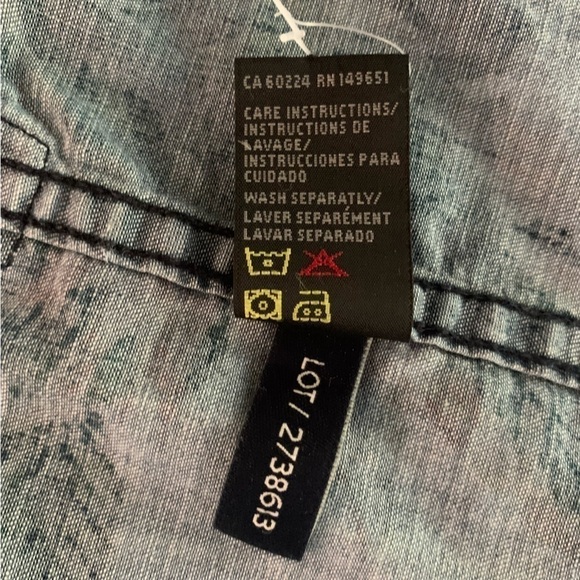 CA 60224 RN 149651
CARE INSTRUCTIONS/
INSTRUCTIONS DE
LAVAGE/
INSTRUCCIONES PARA
CUIDADO
WASH SEPARATLY/
LAVER SEPARÉMENT
LAVAR SEPARADO
LOT/ 2738613